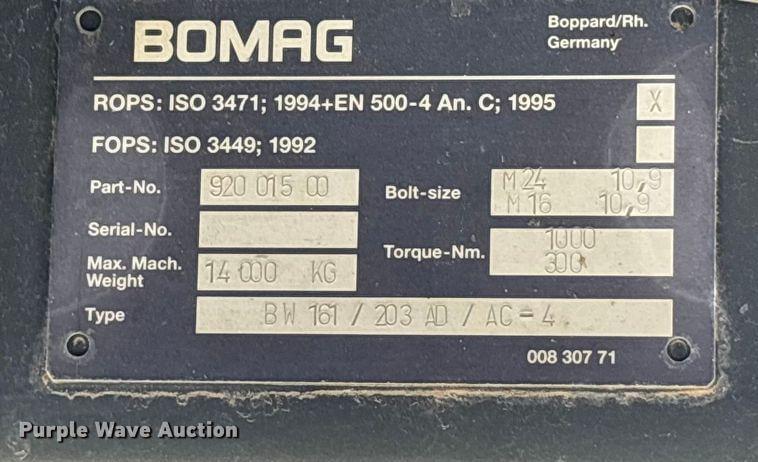 BOMAG
Boppard/Rh.
Germany
ROPS: ISO 3471; 1994+EN 500-4 An. C; 1995 X
FOPS: ISO 3449; 1992
Part-No. 920 015 00
Bolt-size M24 10,9
M16 10,9
Serial-No.
Torque-Nm. 1000
300
Max. Mach.
Weight 14 000 KG
Type BW 161 / 203 AD / AC-4
008 307 71
Purple Wave Auction